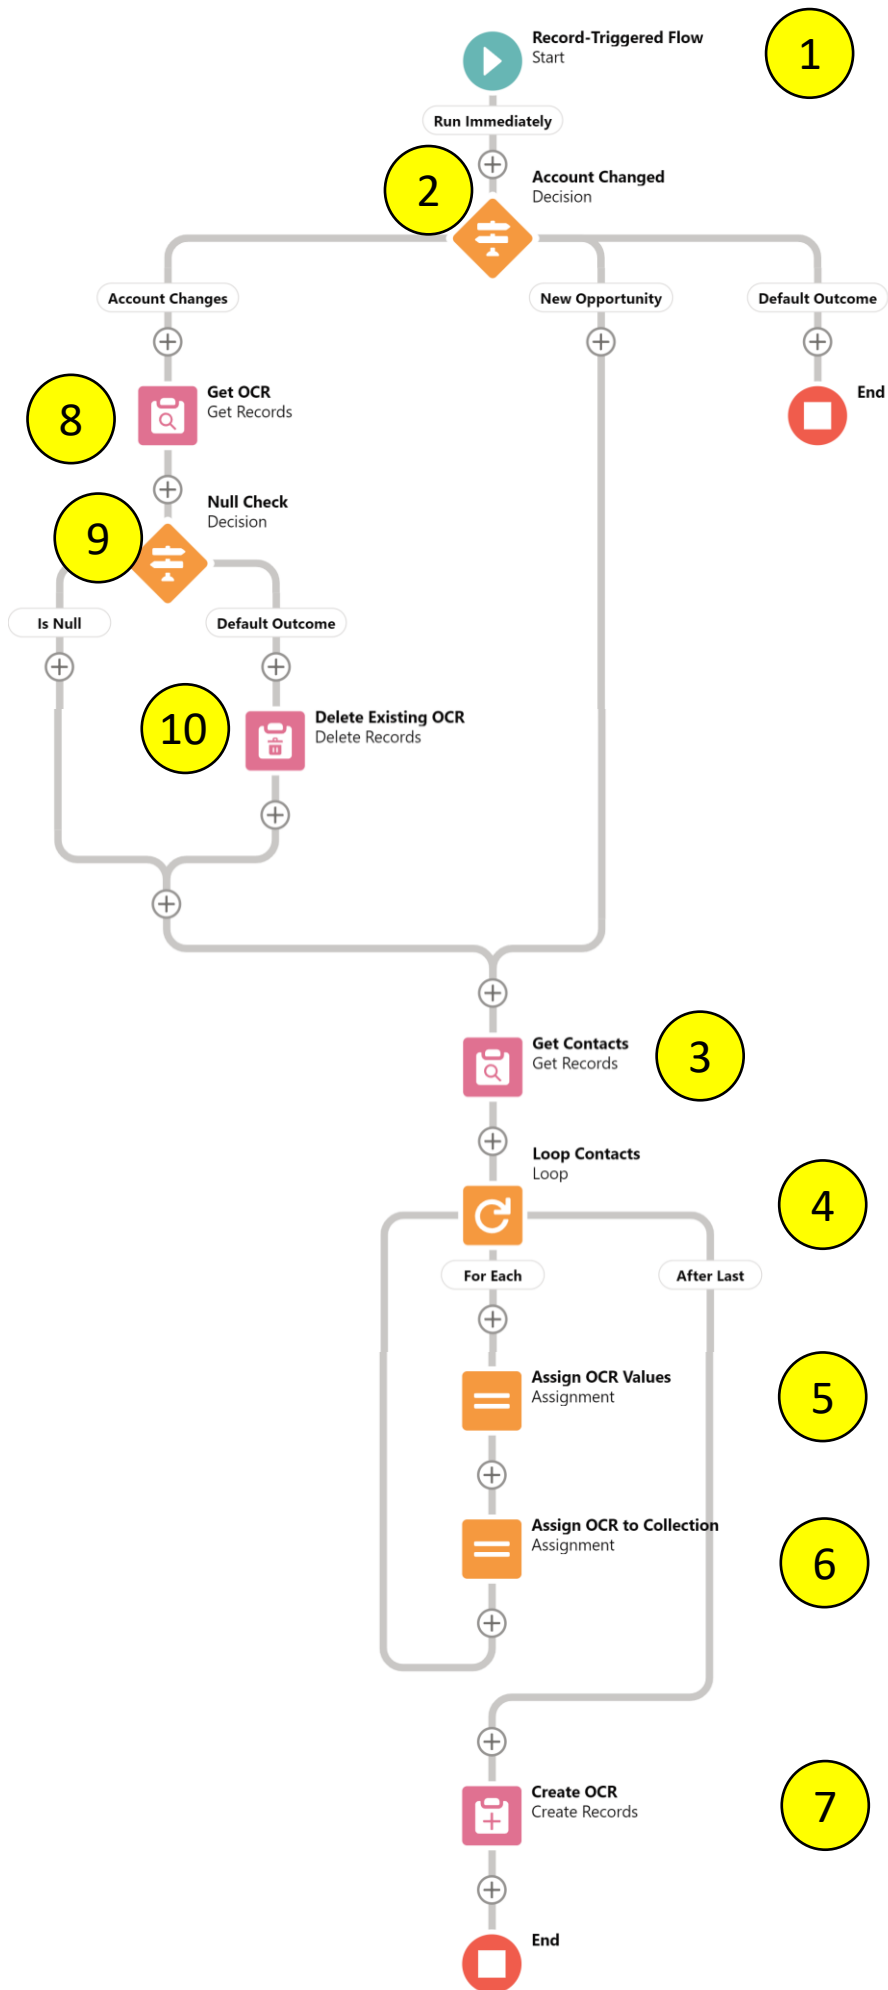 Record-Triggered Flow
Start
1
Run Immediately
2
Account Changed
Decision
Account Changes
New Opportunity
Default Outcome
8
Get OCR
Get Records
End
9
Null Check
Decision
Is Null
Default Outcome
10
Delete Existing OCR
Delete Records
Get Contacts
Get Records
3
Loop Contacts
Loop
4
For Each
After Last
Assign OCR Values
Assignment
5
Assign OCR to Collection
Assignment
6
Create OCR
Create Records
7
End